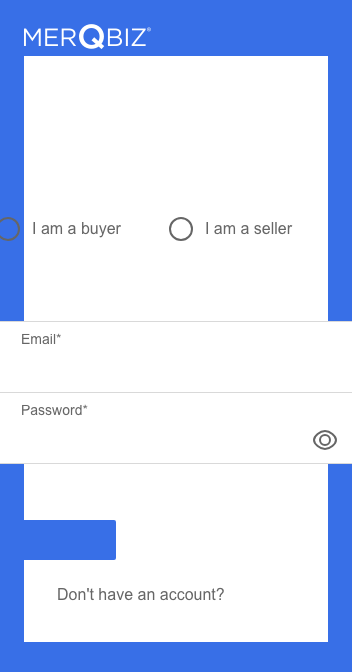 MERQBIZ®
I am a buyer
I am a seller
Email*
Password*
Don't have an account?